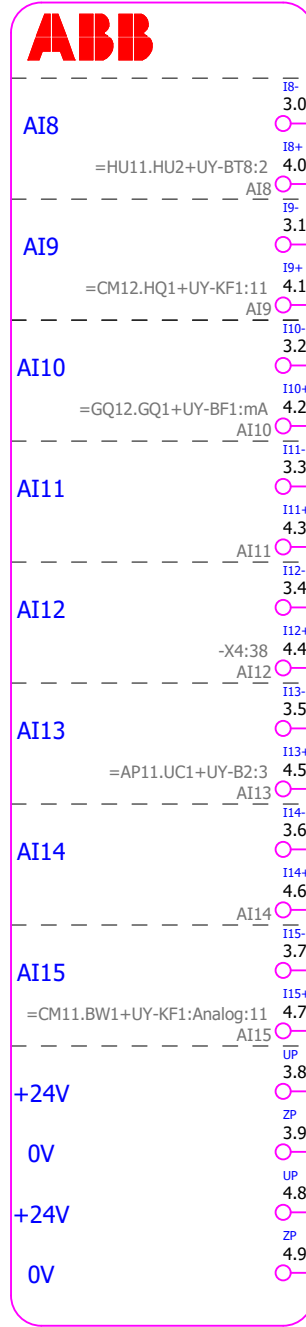 ABB
I8-
3.0
AI8
I8+
=HU11.HU2+UY-BT8:2 4.0
AI8
I9-
3.1
AI9
I9+
=CM12.HQ1+UY-KF1:11 4.1
AI9
I10-
3.2
AI10
I10+
=GQ12.GQ1+UY-BF1:mA 4.2
AI10
I11-
3.3
AI11
I11+
4.3
AI11
I12-
3.4
AI12
I12+
-X4:38 4.4
AI12
I13-
3.5
AI13
I13+
=AP11.UC1+UY-B2:3 4.5
AI13
I14-
3.6
AI14
I14+
4.6
AI14
I15-
3.7
AI15
I15+
=CM11.BW1+UY-KF1:Analog:11 4.7
AI15
UP
3.8
+24V
ZP
3.9
0V
UP
4.8
+24V
ZP
4.9
0V